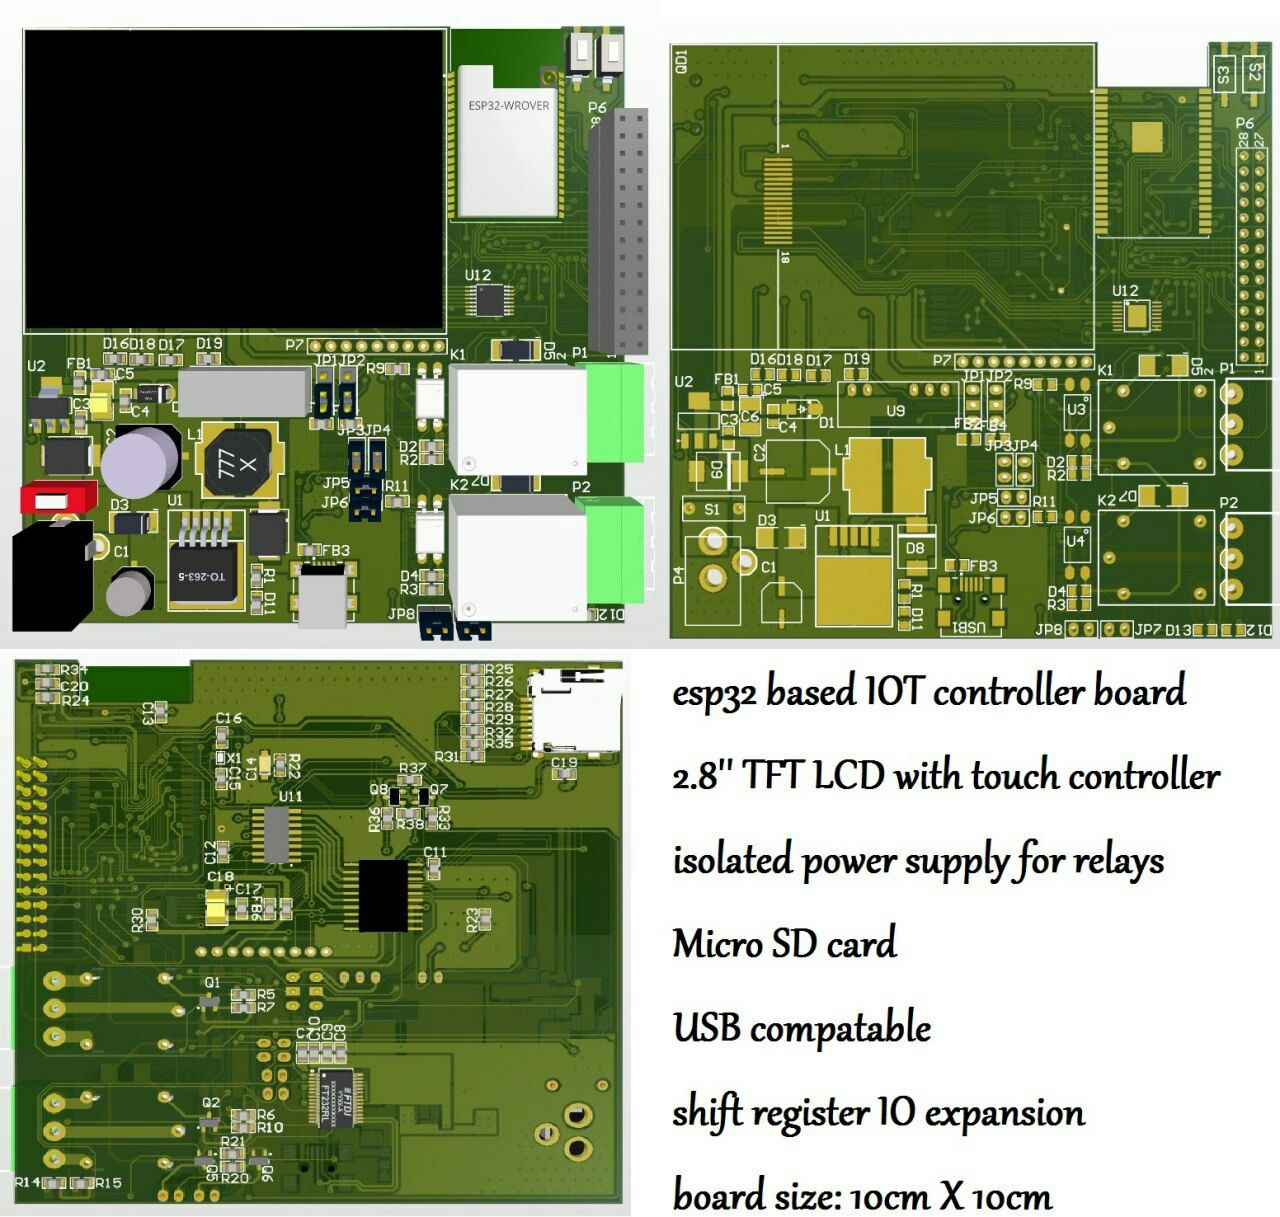 ESP32-WROVER
P6
U12
D16 D18 D17 D19
P7
JP1 JP2
R9
K1
D5
2
P1
U2
FB1
C5
C3
C4
L1
777
X
JP3 JP4
D2
R2
K2
D7
P2
JP5
JP6
R11
D3
U1
C1
TO-263-5
R1
D11
FB3
D4
R3
JP8
D12
QD1
S3
S2
P6
28
27
1
18
U12
D16 D18 D17 D19
P7
JP1 JP2
R9
K1
D5
2
P1
1
U2
FB1
C5
C3
C6
C4
D1
U9
FB2 FB4
U3
D9
C2
L1
JP3 JP4
D2
R2
K2
D7
P2
S1
JP5
JP6
R11
D3
U1
D8
U4
P4
C1
FB3
R1
D11
USB1
D4
R3
JP8
JP7
D13
D12
R34
C20
R24
C13
C16
X1
C15
C14
R22
R25
R26
R27
R28
R29
R32
R35
R31
C19
R37
Q8
Q7
R36
R38
R33
U11
C12
C11
C18
C17
FB6
R30
R23
Q1
R5
R7
C7
C10
C9
C8
FTDI
FT232RL
Q2
R6
R10
R21
R20
Q5
Q6
R14
R15
esp32 based IOT controller board
2.8" TFT LCD with touch controller
isolated power supply for relays
Micro SD card
USB compatable
shift register IO expansion
board size: 10cm X 10cm